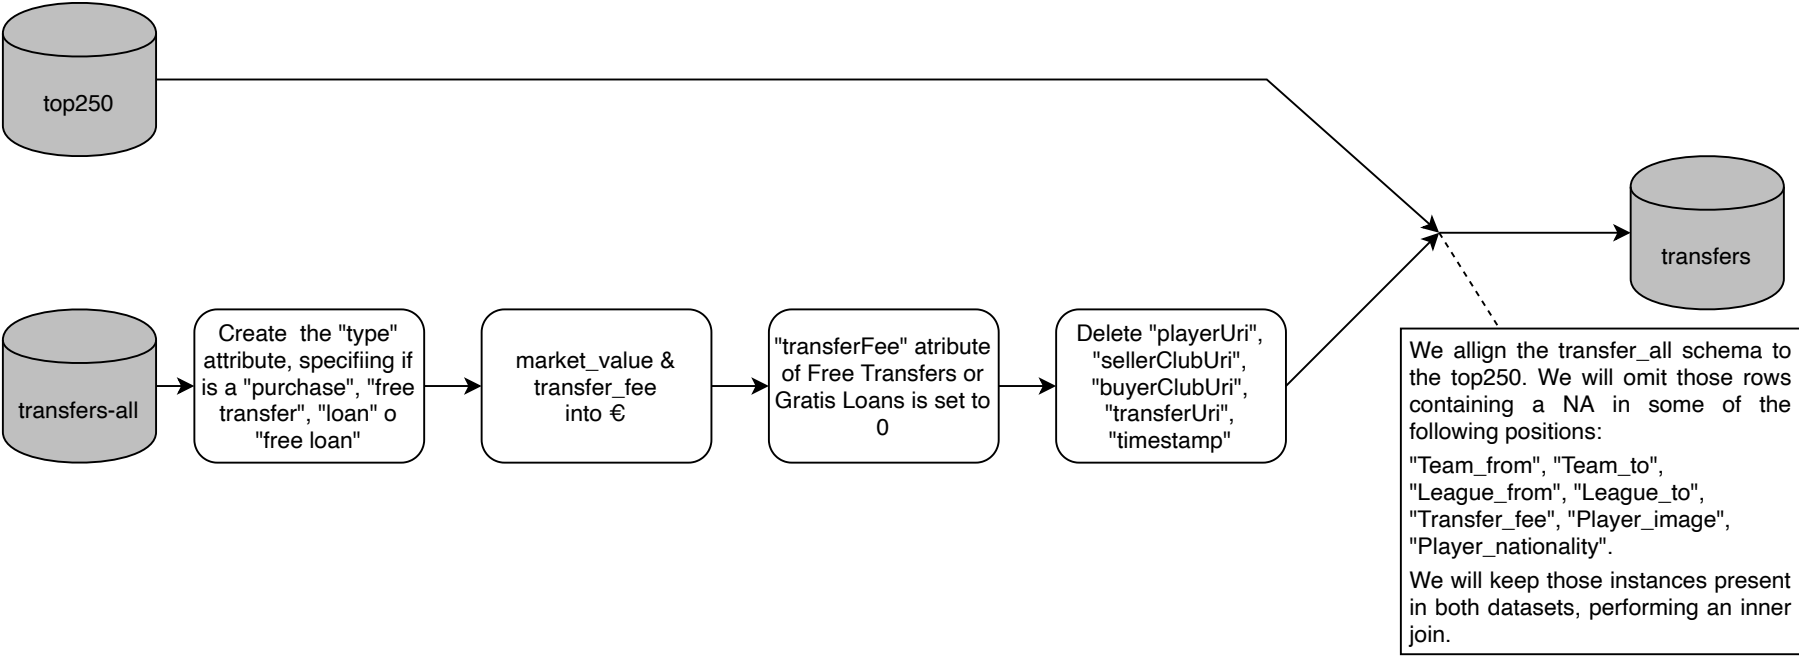 top250
transfers
transfers-all
Create  the "type"
attribute, specifiing if
is a "purchase", "free
transfer", "loan" o
"free loan"
market_value &
transfer_fee
into €
"transferFee" atribute
of Free Transfers or
Gratis Loans is set to
0
Delete "playerUri",
"sellerClubUri",
"buyerClubUri",
"transferUri",
"timestamp"
We allign the transfer_all schema to
the top250. We will omit those rows
containing a NA in some of the
following positions:
"Team_from", "Team_to",
"League_from", "League_to",
"Transfer_fee", "Player_image",
"Player_nationality".
We will keep those instances present
in both datasets, performing an inner
join.